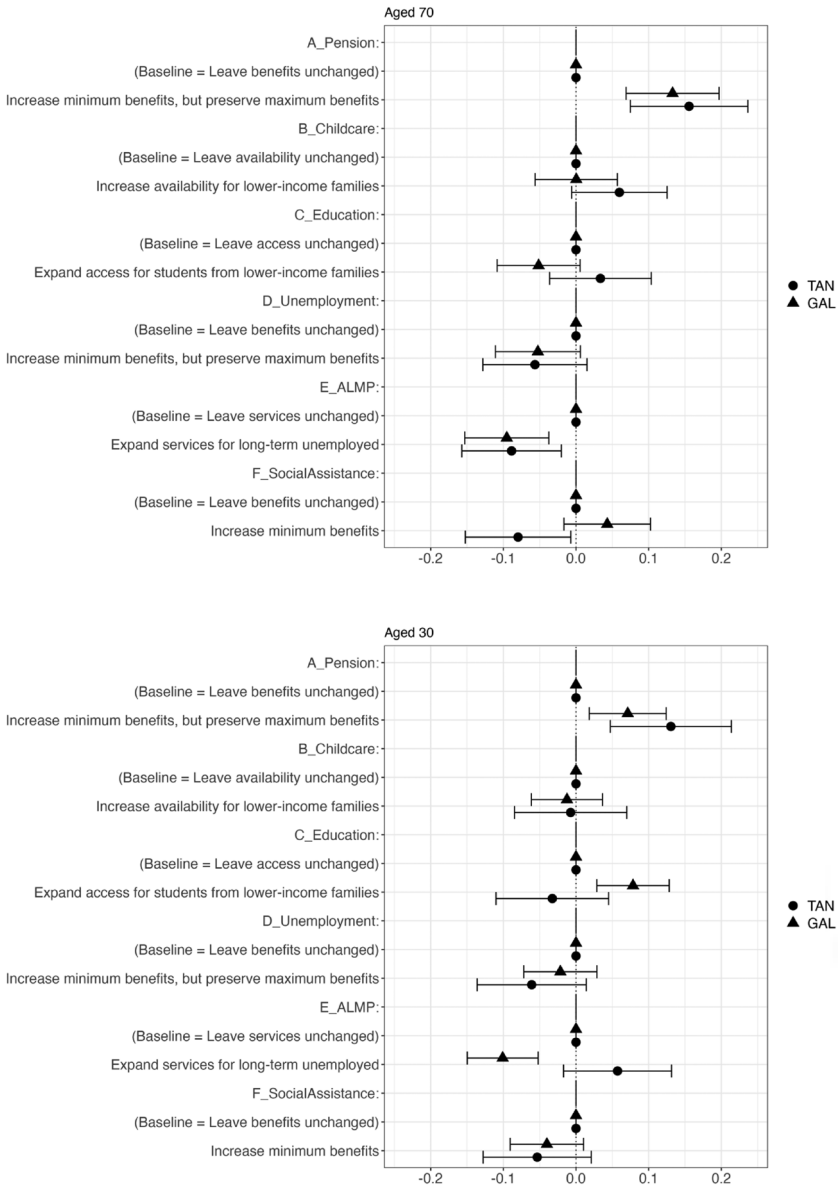 Aged 70
A_Pension:
(Baseline = Leave benefits unchanged)
Increase minimum benefits, but preserve maximum benefits
B_Childcare:
(Baseline = Leave availability unchanged)
Increase availability for lower-income families
C_Education:
(Baseline = Leave access unchanged)
Expand access for students from lower-income families
D_Unemployment:
(Baseline = Leave benefits unchanged)
Increase minimum benefits, but preserve maximum benefits
E_ALMP:
(Baseline = Leave services unchanged)
Expand services for long-term unemployed
F_SocialAssistance:
(Baseline = Leave benefits unchanged)
Increase minimum benefits
-0.2 -0.1 0.0 0.1 0.2
TAN
GAL
Aged 30
A_Pension:
(Baseline = Leave benefits unchanged)
Increase minimum benefits, but preserve maximum benefits
B_Childcare:
(Baseline = Leave availability unchanged)
Increase availability for lower-income families
C_Education:
(Baseline = Leave access unchanged)
Expand access for students from lower-income families
D_Unemployment:
(Baseline = Leave benefits unchanged)
Increase minimum benefits, but preserve maximum benefits
E_ALMP:
(Baseline = Leave services unchanged)
Expand services for long-term unemployed
F_SocialAssistance:
(Baseline = Leave benefits unchanged)
Increase minimum benefits
-0.2 -0.1 0.0 0.1 0.2
TAN
GAL